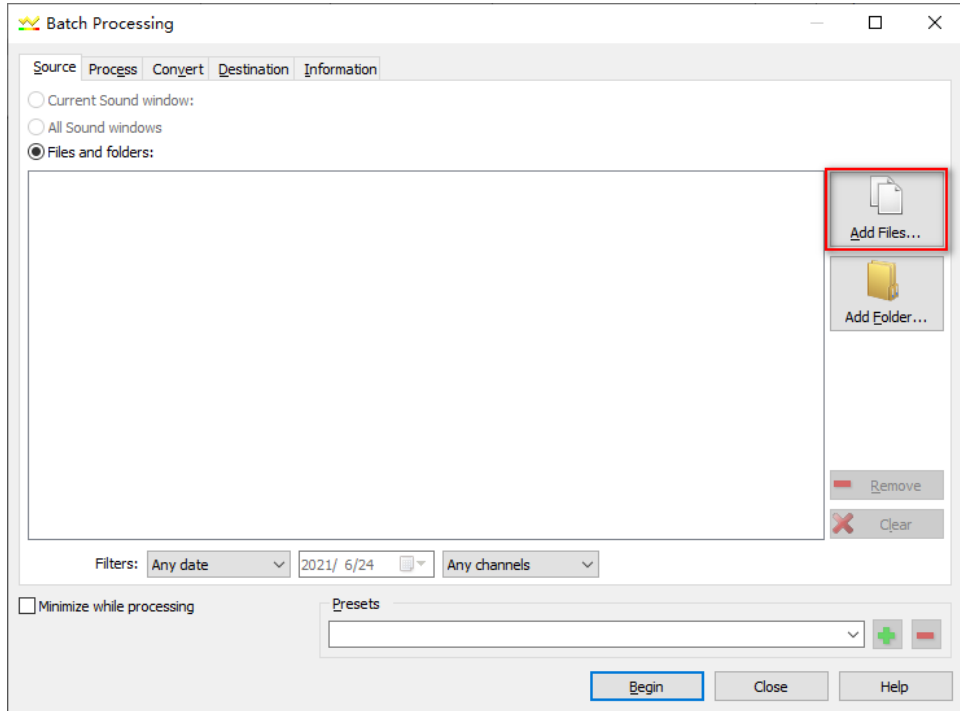 Batch Processing
Source Process Convert Destination Information
Current Sound window:
All Sound windows
Files and folders:
Add Files...
Add Folder...
Remove
Clear
Filters: Any date 2021/ 6/24 Any channels
Minimize while processing
Presets
Begin Close Help